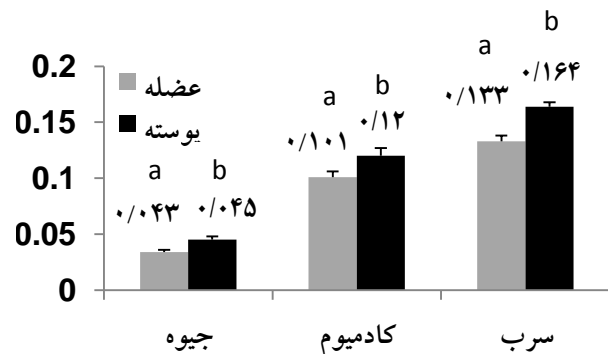 0.2
0.15
0.1
0.05
0
عضله
پوسته
a
b
a
b
a
b
۰/۰۴۳
۰/۰۴۵
۰/۱۰۱
۰/۱۲
۰/۱۳۳
۰/۱۶۴
جیوه
کادمیوم
سرب